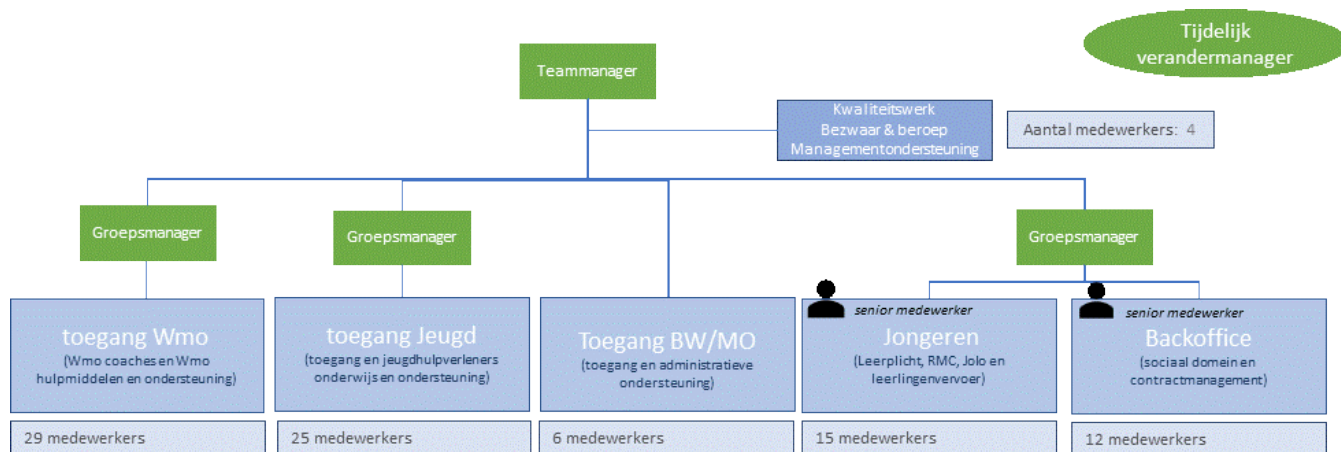 Tijdelijk
verandermanager
Teammanager
Kwaliteitswerk
Bezwaar & beroep
Managementondersteuning
Aantal medewerkers: 4
Groepsmanager
Groepsmanager
Groepsmanager
senior medewerker
senior medewerker
toegang Wmo
(Wmo coaches en Wmo
hulpmiddelen en ondersteuning)
toegang Jeugd
(toegang en jeugdhulpverleners
onderwijs en ondersteuning)
Toegang BW/MO
(toegang en administratieve
ondersteuning)
Jongeren
(Leerplicht, RMC, Jolo en
leerlingenvervoer)
Backoffice
(sociaal domein en
contractmanagement)
29 medewerkers
25 medewerkers
6 medewerkers
15 medewerkers
12 medewerkers